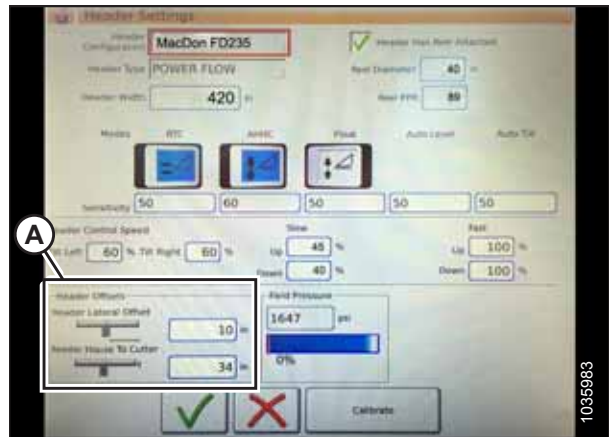 Header Settings
Header Configuration MacDon FD235 Header Has Reel Attached
Header Type POWER FLOW Reel Diameter 40 in
Header Width 420 in Reel PPR 89
Modes RTC AHHC Float Auto Level Auto Tilt
Sensitivity 50 60 50 50 50
Header Control Speed Slow Fast
A
Tilt Left 60 % Tilt Right 60 % Up 45 % Up 100 %
Down 40 % Down 100 %
Header Offsets Field Pressure
Header Lateral Offset
10 in 1647 psi
Feeder House To Cutter
34 in 0%
Calibrate
1035983